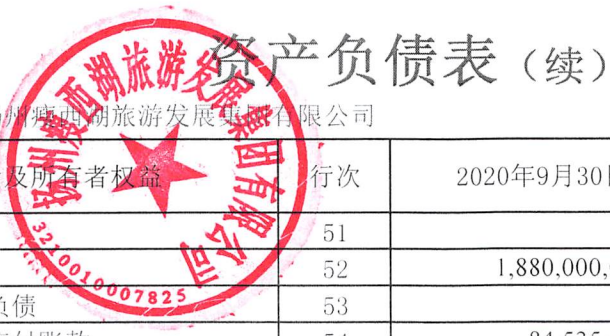 资产负债表（续）
州瘦西湖旅游发展集团有限公司
及所有者权益 行次 2020年9月30日
51
52 1,880,000,
负债 53
扬州瘦西湖旅游发展集团有限公司
3210010007825